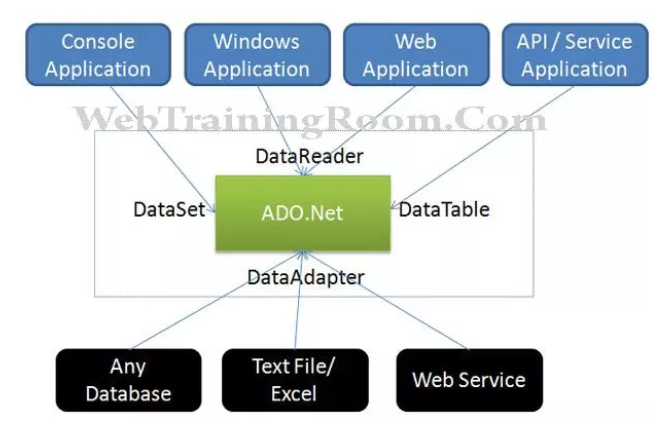 Console
Application
Windows
Application
Web
Application
API / Service
Application
WebTrainingRoom.Com
DataReader
DataSet
ADO.Net
DataTable
DataAdapter
Any
Database
Text File/
Excel
Web Service